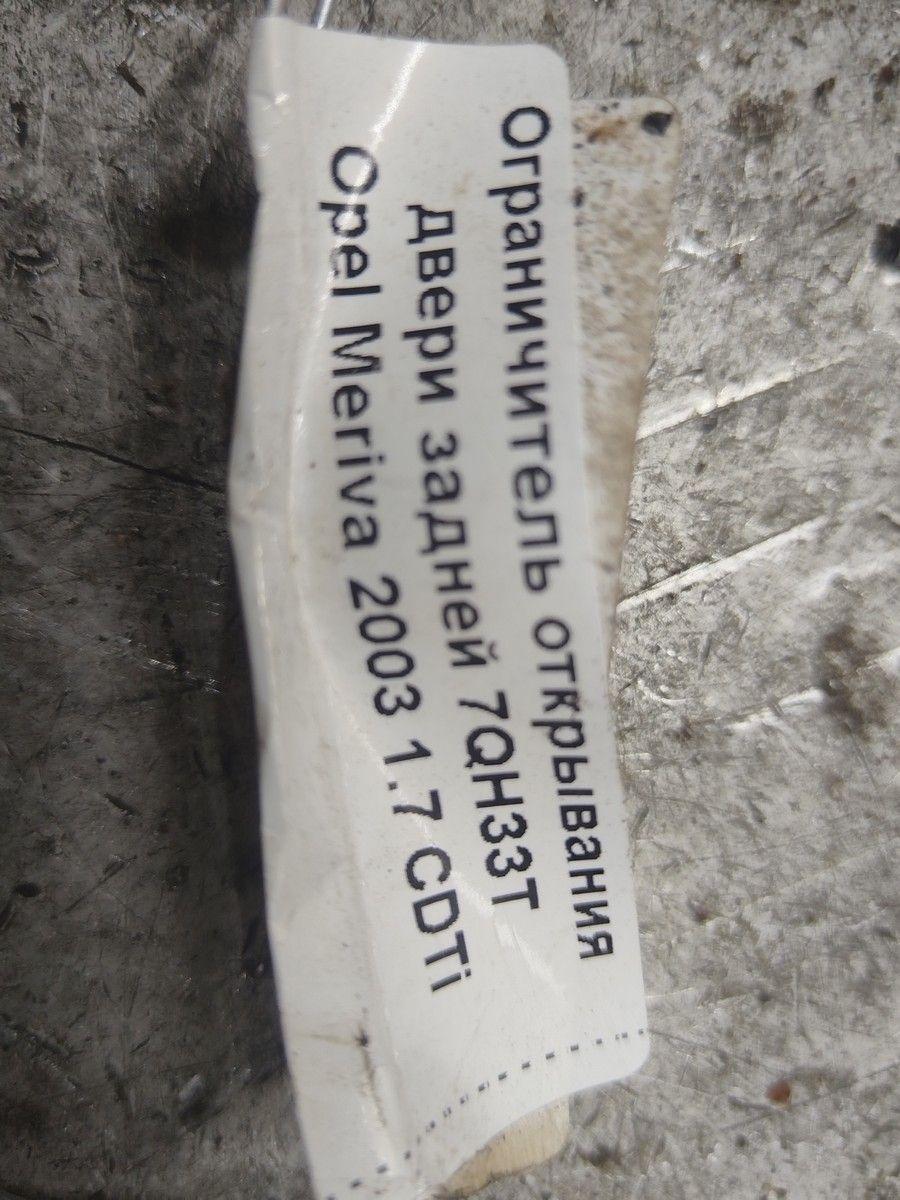 Ограничитель открывания
двери задней 7QH33T
Opel Meriva 2003 1.7 CDTi